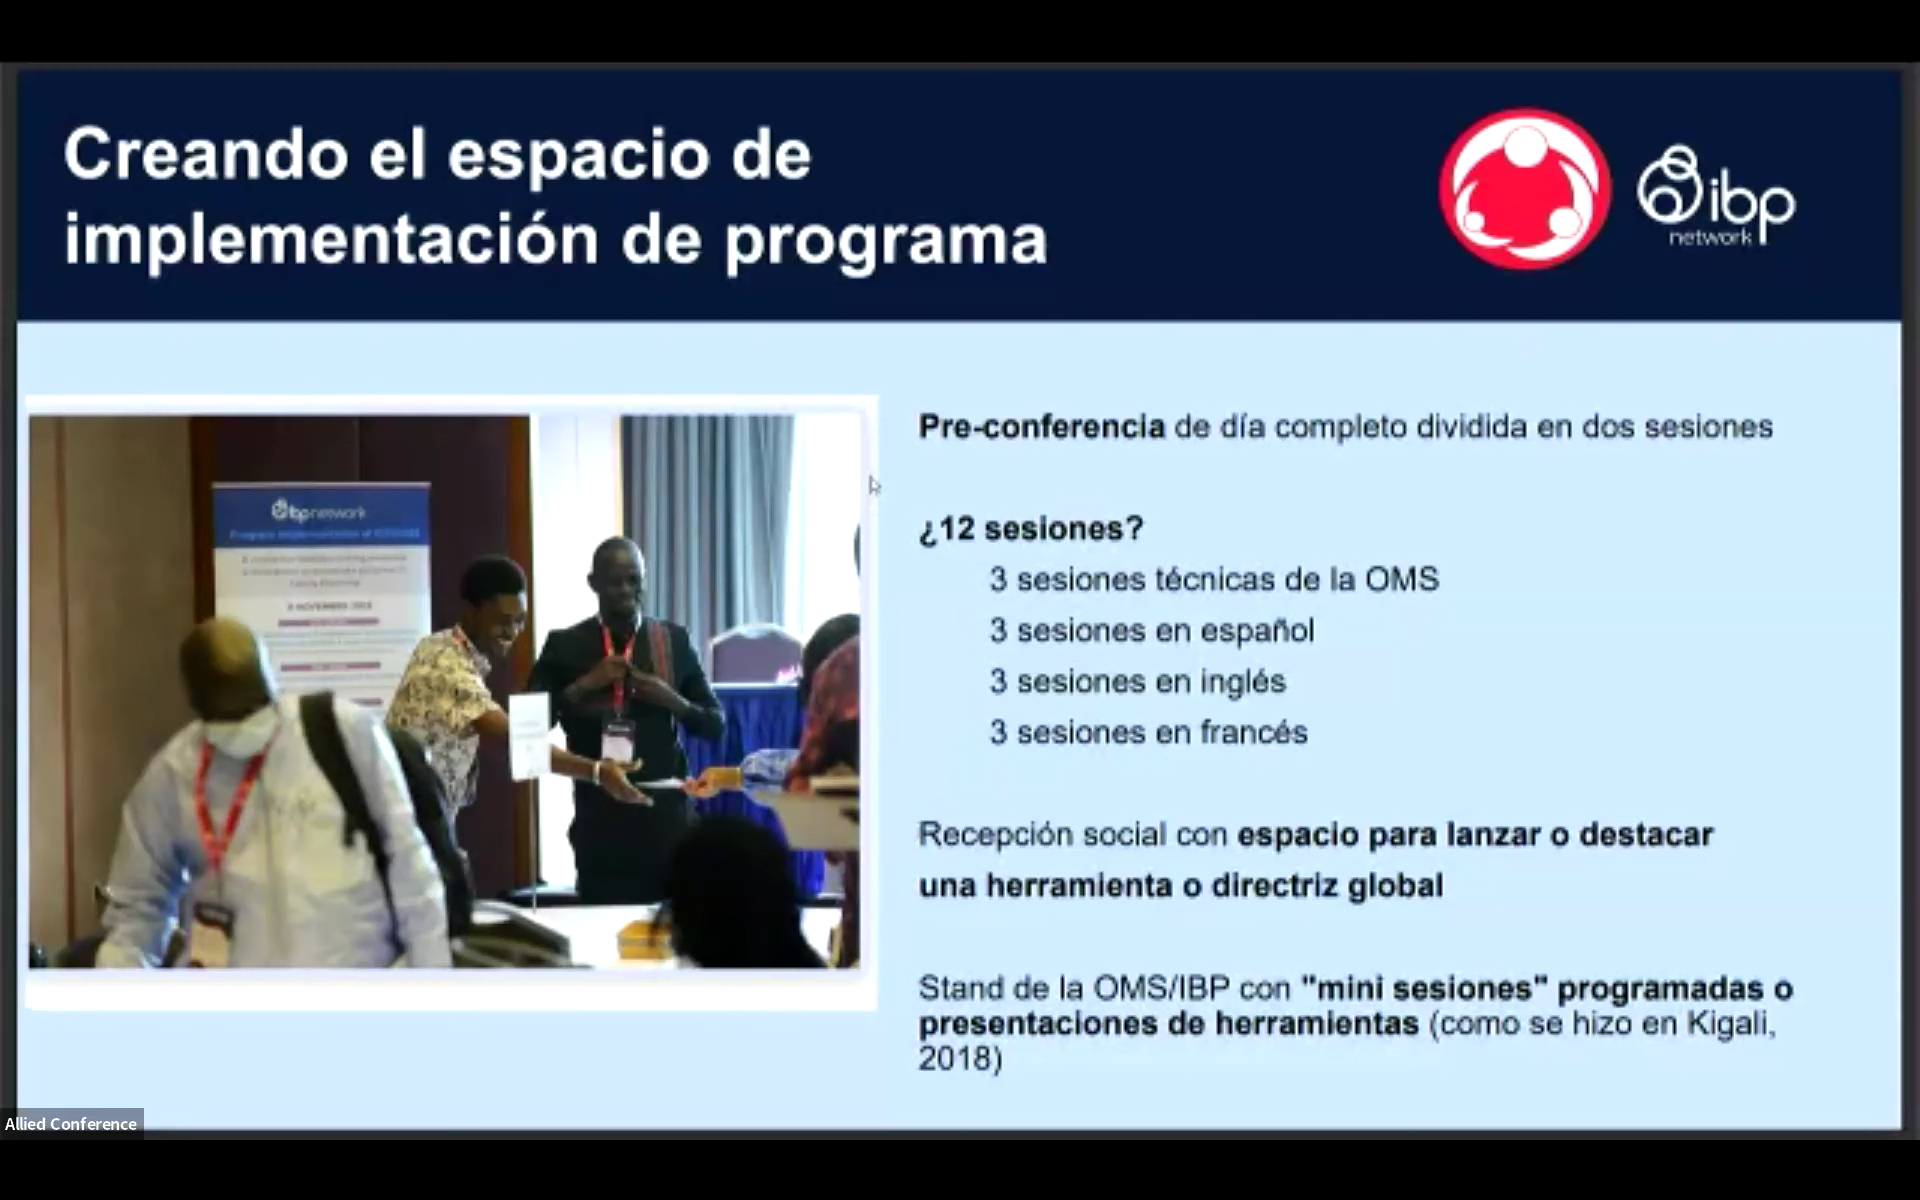 Creando el espacio de
implementación de programa
ibp
network
ibpnetwork
Pre-conferencia de día completo dividida en dos sesiones
¿12 sesiones?
3 sesiones técnicas de la OMS
3 sesiones en español
3 sesiones en inglés
3 sesiones en francés
Recepción social con espacio para lanzar o destacar
una herramienta o directriz global
Stand de la OMS/IBP con "mini sesiones" programadas o
presentaciones de herramientas (como se hizo en Kigali,
2018)
Allied Conference